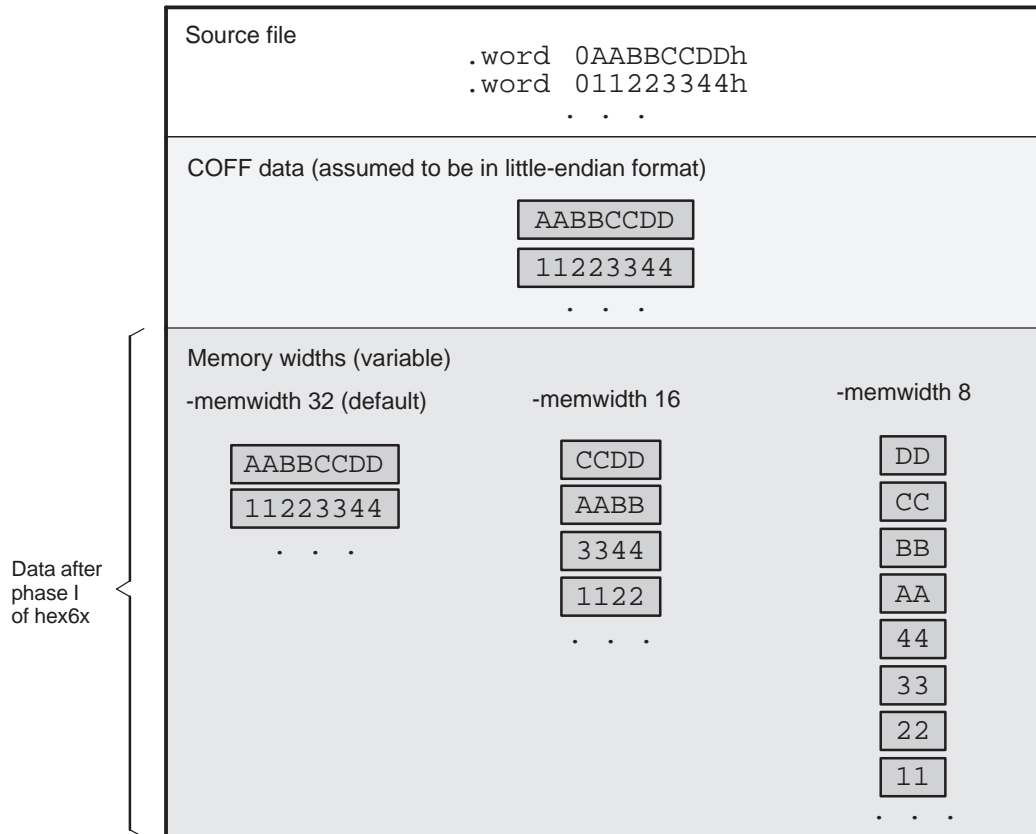 Source file
.word 0AABBCCDDh
.word 011223344h
. . .
COFF data (assumed to be in little-endian format)
AABBCCDD
11223344
. . .
Memory widths (variable)
-memwidth 32 (default)
AABBCCDD
11223344
. . .
-memwidth 16
CCDD
AABB
3344
1122
. . .
-memwidth 8
DD
CC
BB
AA
44
33
22
11
. . .
Data after
phase I
of hex6x